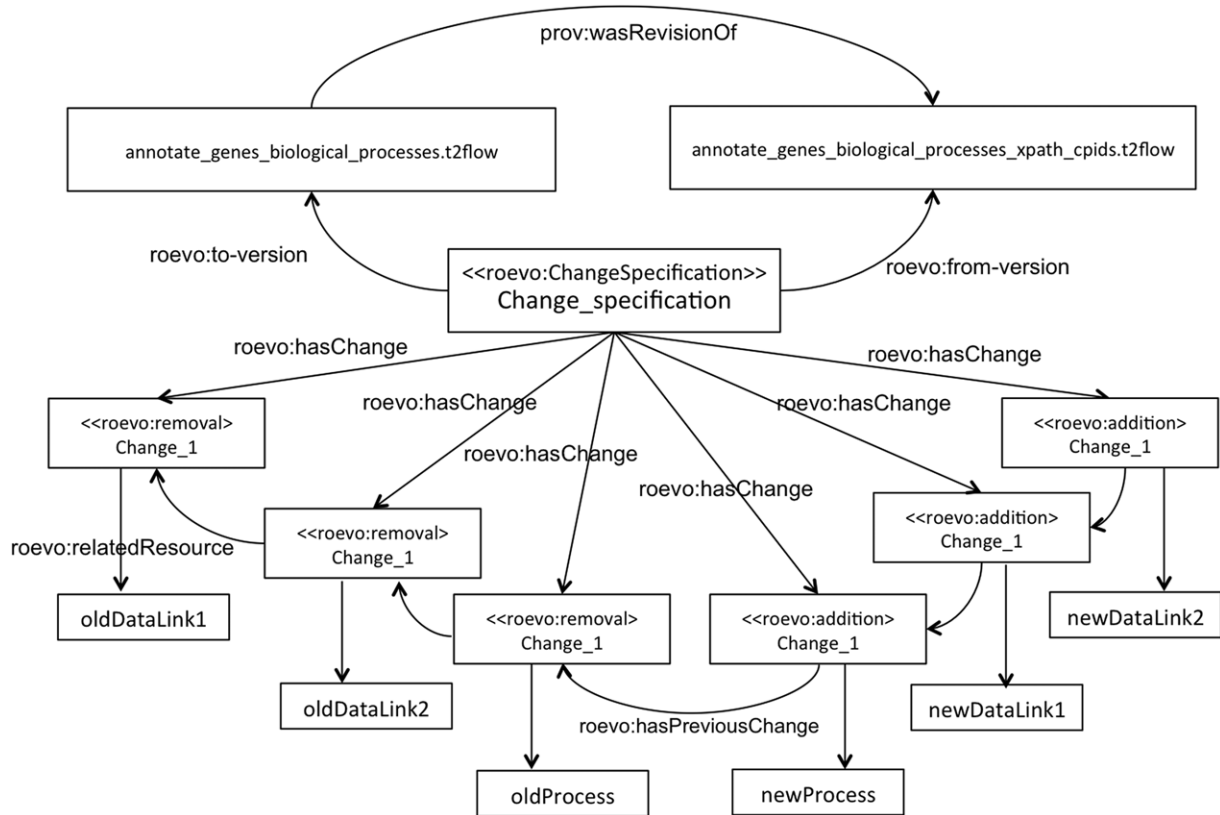 prov:wasRevisionOf
annotate_genes_biological_processes.t2flow
annotate_genes_biological_processes_xpath_cpids.t2flow
roevo:to-version
<<roevo:ChangeSpecification>>
Change_specification
roevo:from-version
roevo:hasChange
roevo:hasChange
roevo:hasChange
roevo:hasChange
roevo:hasChange
roevo:hasChange
<<roevo:removal>
Change_1
<<roevo:addition>
Change_1
<<roevo:removal>
Change_1
<<roevo:addition>
Change_1
roevo:relatedResource
oldDataLink1
<<roevo:removal>
Change_1
<<roevo:addition>
Change_1
newDataLink2
oldDataLink2
roevo:hasPreviousChange
newDataLink1
oldProcess
newProcess